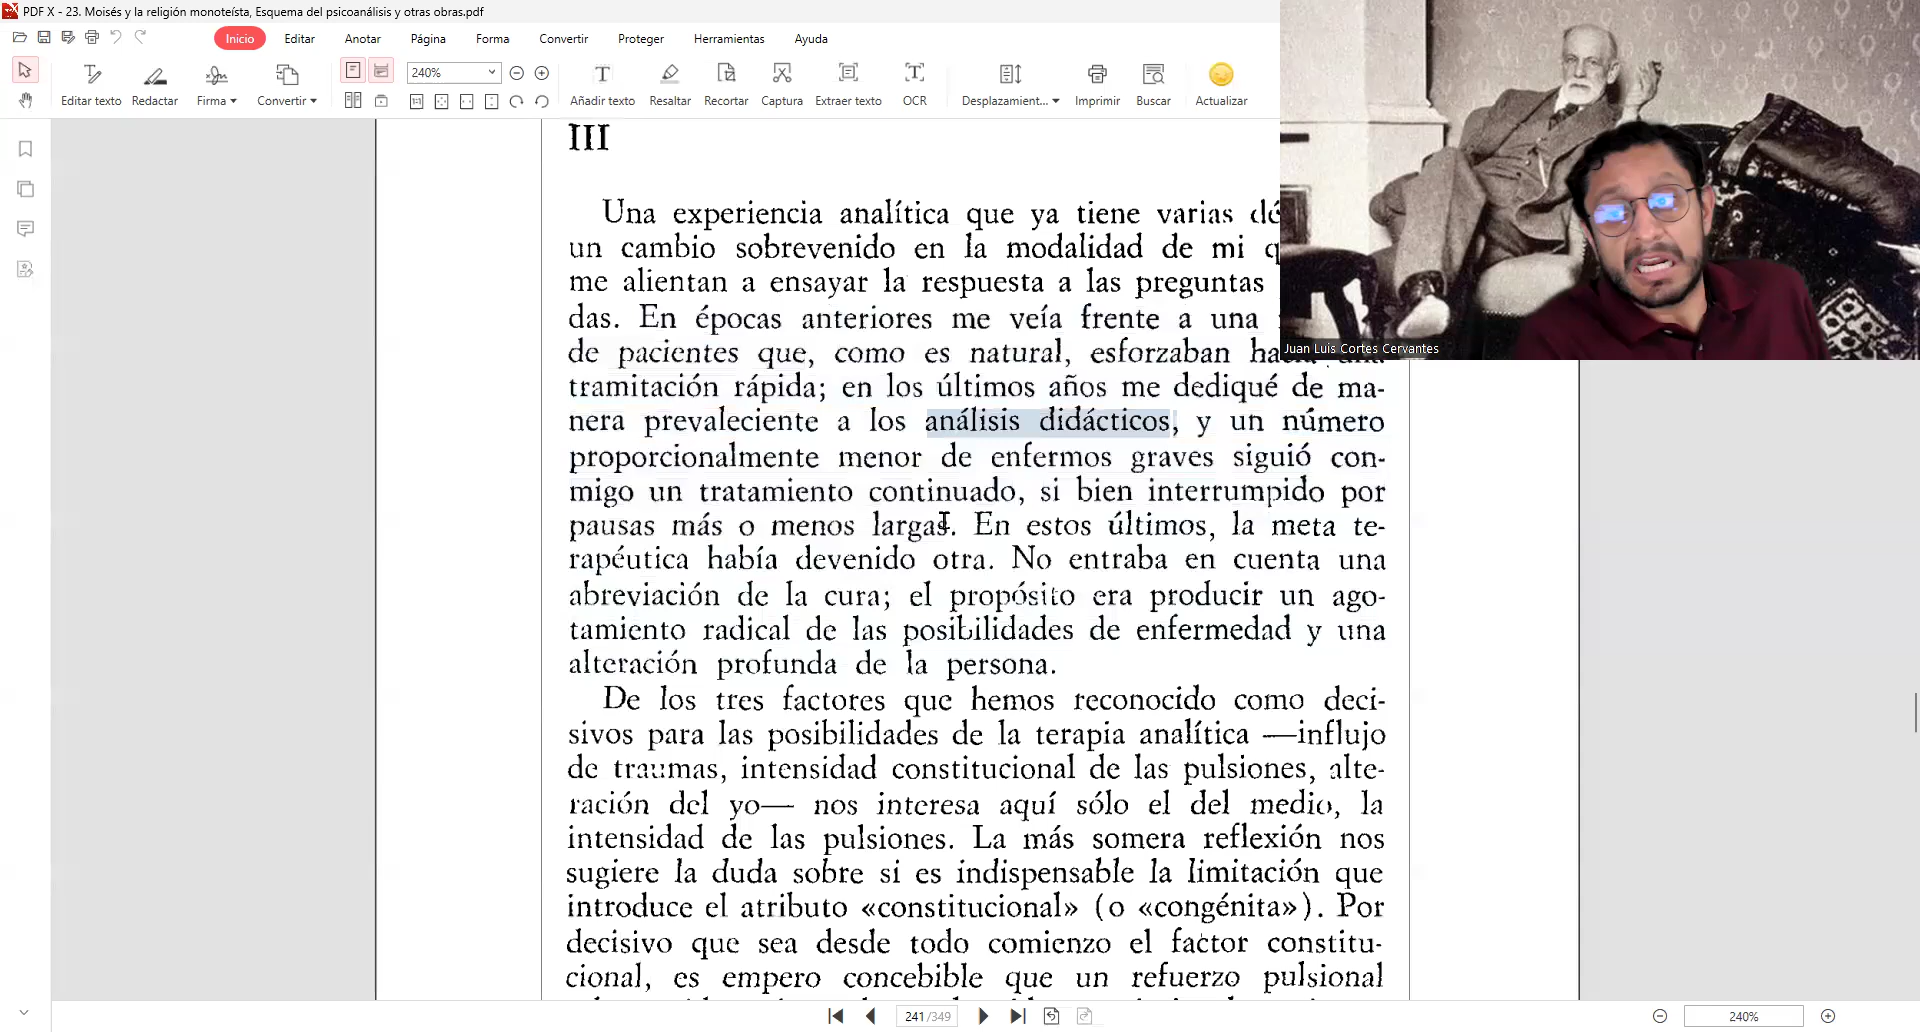 PDF X - 23. Moisés y la religión monoteísta, Esquema del psicoanálisis y otras obras.pdf
Inicio Editar Anotar Página Forma Convertir Proteger Herramientas Ayuda
240%
Editar texto Redactar Firma Convertir Añadir texto Resaltar Recortar Captura Extraer texto OCR Desplazamient... Imprimir Buscar Actualizar
III
Una experiencia analítica que ya tiene varias
un cambio sobrevenido en la modalidad de mi
me alientan a ensayar la respuesta a las preguntas
das. En épocas anteriores me veía frente a una
de pacientes que, como es natural, esforzaban
tramitación rápida; en los últimos años me dediqué de ma-
nera prevaleciente a los análisis didácticos, y un número
proporcionalmente menor de enfermos graves siguió con-
migo un tratamiento continuado, si bien interrumpido por
pausas más o menos largas. En estos últimos, la meta te-
rapéutica había devenido otra. No entraba en cuenta una
abreviación de la cura; el propósito era producir un ago-
tamiento radical de las posibilidades de enfermedad y una
alteración profunda de la persona.
De los tres factores que hemos reconocido como deci-
sivos para las posibilidades de la terapia analítica —influjo
de traumas, intensidad constitucional de las pulsiones, alte-
ración del yo— nos interesa aquí sólo el del medio, la
intensidad de las pulsiones. La más somera reflexión nos
sugiere la duda sobre si es indispensable la limitación que
introduce el atributo «constitucional» (o «congénita»). Por
decisivo que sea desde todo comienzo el factor constitu-
cional, es empero concebible que un refuerzo pulsional
Juan Luis Cortes Cervantes
241/349
240%